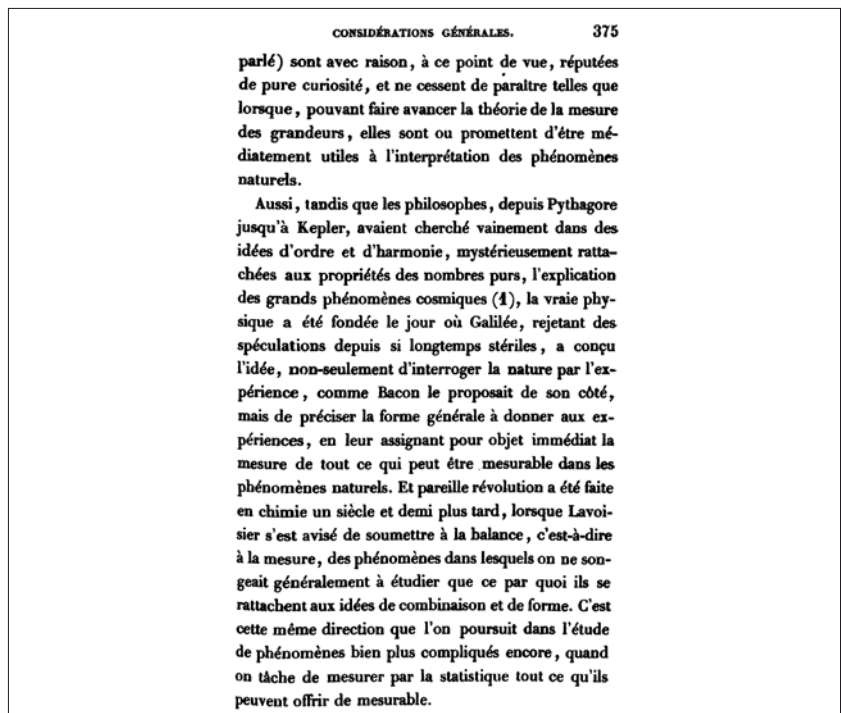 CONSIDÉRATIONS GÉNÉRALES. 375
parlé) sont avec raison, à ce point de vue, réputées
de pure curiosité, et ne cessent de paraître telles que
lorsque, pouvant faire avancer la théorie de la mesure
des grandeurs, elles sont ou promettent d'être mé-
diatement utiles à l'interprétation des phénomènes
naturels.
Aussi, tandis que les philosophes, depuis Pythagore
jusqu'à Kepler, avaient cherché vainement dans des
idées d'ordre et d'harmonie, mystérieusement ratta-
chées aux propriétés des nombres purs, l'explication
des grands phénomènes cosmiques (1), la vraie phy-
sique a été fondée le jour où Galilée, rejetant des
spéculations depuis si longtemps stériles, a conçu
l'idée, non-seulement d'interroger la nature par l'ex-
périence, comme Bacon le proposait de son côté,
mais de préciser la forme générale à donner aux ex-
périences, en leur assignant pour objet immédiat la
mesure de tout ce qui peut être mesurable dans les
phénomènes naturels. Et pareille révolution a été faite
en chimie un siècle et demi plus tard, lorsque Lavoi-
sier s'est avisé de soumettre à la balance, c'est-à-dire
à la mesure, des phénomènes dans lesquels on ne son-
geait généralement à étudier que ce par quoi ils se
rattachent aux idées de combinaison et de forme. C'est
cette même direction que l'on poursuit dans l'étude
de phénomènes bien plus compliqués encore, quand
on tâche de mesurer par la statistique tout ce qu'ils
peuvent offrir de mesurable.